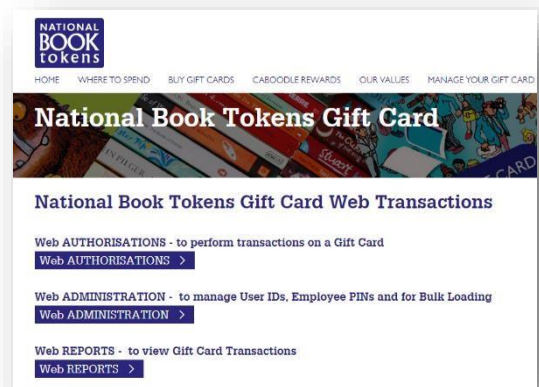 NATIONAL
BOOK
tokens
HOME WHERE TO SPEND BUY GIFT CARDS CABOODLE REWARDS OUR VALUES MANAGE YOUR GIFT CARD
National Book Tokens Gift Card
National Book Tokens Gift Card Web Transactions
Web AUTHORISATIONS - to perform transactions on a Gift Card
Web AUTHORISATIONS >
Web ADMINISTRATION - to manage User IDs, Employee PINs and for Bulk Loading
Web ADMINISTRATION >
Web REPORTS - to view Gift Card Transactions
Web REPORTS >